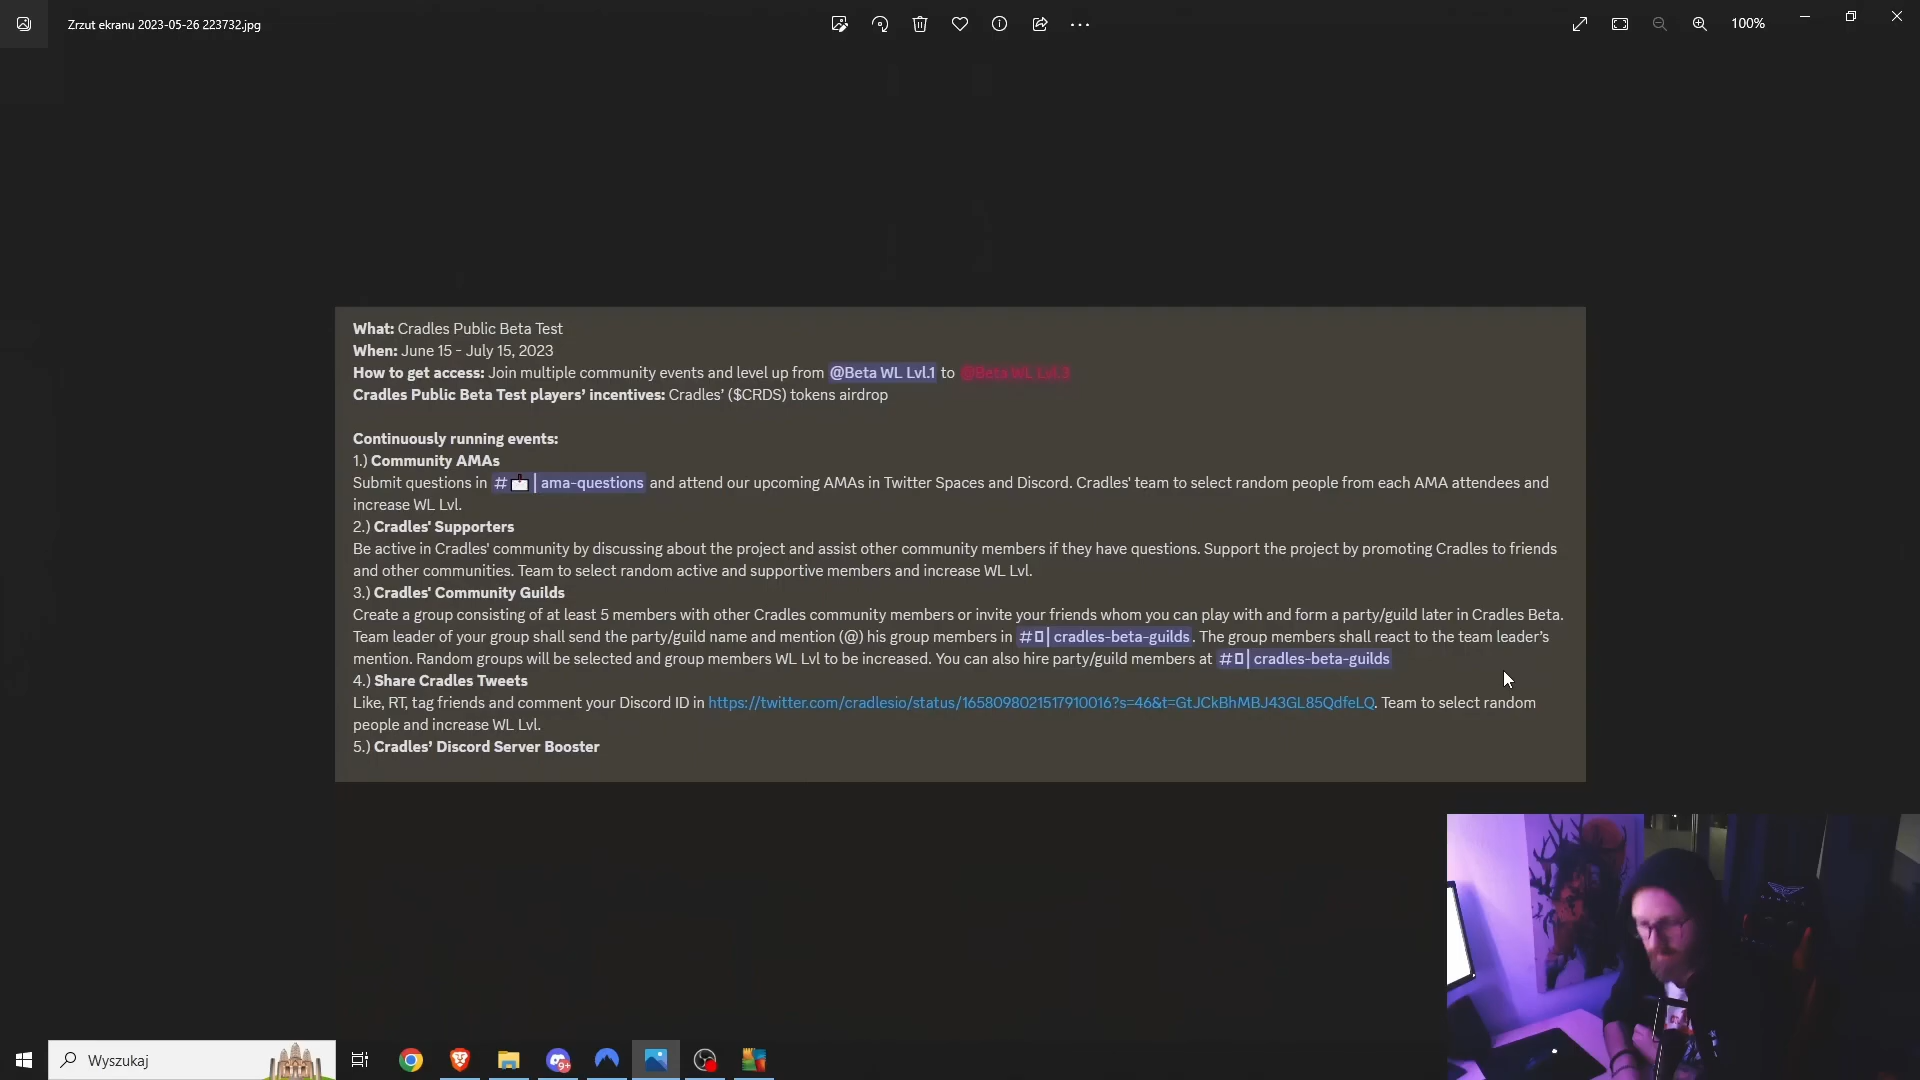 Zrzut ekranu 2023-05-26 223732.jpg
100%
What: Cradles Public Beta Test
When: June 15 - July 15, 2023
How to get access: Join multiple community events and level up from @Beta WL Lvl.1 to @Beta WL Lvl.3
Cradles Public Beta Test players’ incentives: Cradles’ ($CRDS) tokens airdrop
Continuously running events:
1.) Community AMAs
Submit questions in #📩| ama-questions and attend our upcoming AMAs in Twitter Spaces and Discord. Cradles' team to select random people from each AMA attendees and
increase WL Lvl.
2.) Cradles' Supporters
Be active in Cradles' community by discussing about the project and assist other community members if they have questions. Support the project by promoting Cradles to friends
and other communities. Team to select random active and supportive members and increase WL Lvl.
3.) Cradles' Community Guilds
Create a group consisting of at least 5 members with other Cradles community members or invite your friends whom you can play with and form a party/guild later in Cradles Beta.
Team leader of your group shall send the party/guild name and mention (@) his group members in #▯| cradles-beta-guilds. The group members shall react to the team leader’s
mention. Random groups will be selected and group members WL Lvl to be increased. You can also hire party/guild members at #▯| cradles-beta-guilds
4.) Share Cradles Tweets
Like, RT, tag friends and comment your Discord ID in https://twitter.com/cradlesio/status/1658098021517910016?s=46&t=GtJCkBhMBJ43GL85QdfeLQ. Team to select random
people and increase WL Lvl.
5.) Cradles’ Discord Server Booster
Wyszukaj
9+